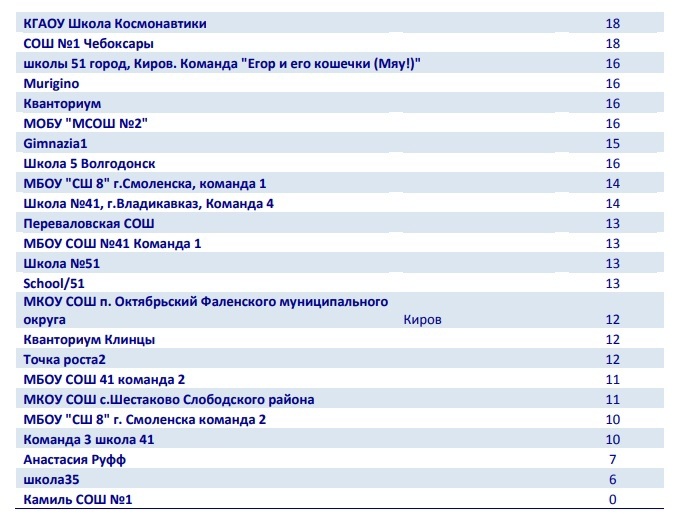 КГАОУ Школа Космонавтики 18
СОШ №1 Чебоксары 18
школы 51 город, Киров. Команда "Егор и его кошечки (Мяу!)" 16
Murigino 16
Кванториум 16
МОБУ "МСОШ №2" 16
Gimnazia1 15
Школа 5 Волгодонск 16
МБОУ "СШ 8" г.Смоленска, команда 1 14
Школа №41, г.Владикавказ, Команда 4 14
Переваловская СОШ 13
МБОУ СОШ №41 Команда 1 13
Школа №51 13
School/51 13
МКОУ СОШ п. Октябрьский Фаленского муниципального
округа Киров 12
Кванториум Клинцы 12
Точка роста2 12
МБОУ СОШ 41 команда 2 11
МКОУ СОШ с.Шестаково Слободского района 11
МБОУ "СШ 8" г. Смоленска команда 2 10
Команда 3 школа 41 10
Анастасия Руфф 7
школа35 6
Камиль СОШ №1 0